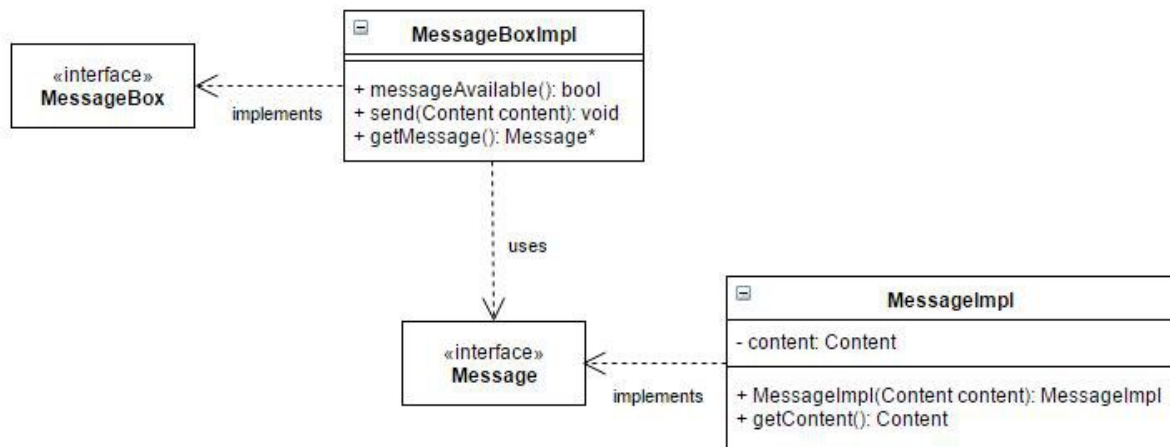 «interface»
MessageBox
implements
MessageBoxImpl
+ messageAvailable(): bool
+ send(Content content): void
+ getMessage(): Message*
uses
«interface»
Message
implements
MessageImpl
- content: Content
+ MessageImpl(Content content): MessageImpl
+ getContent(): Content